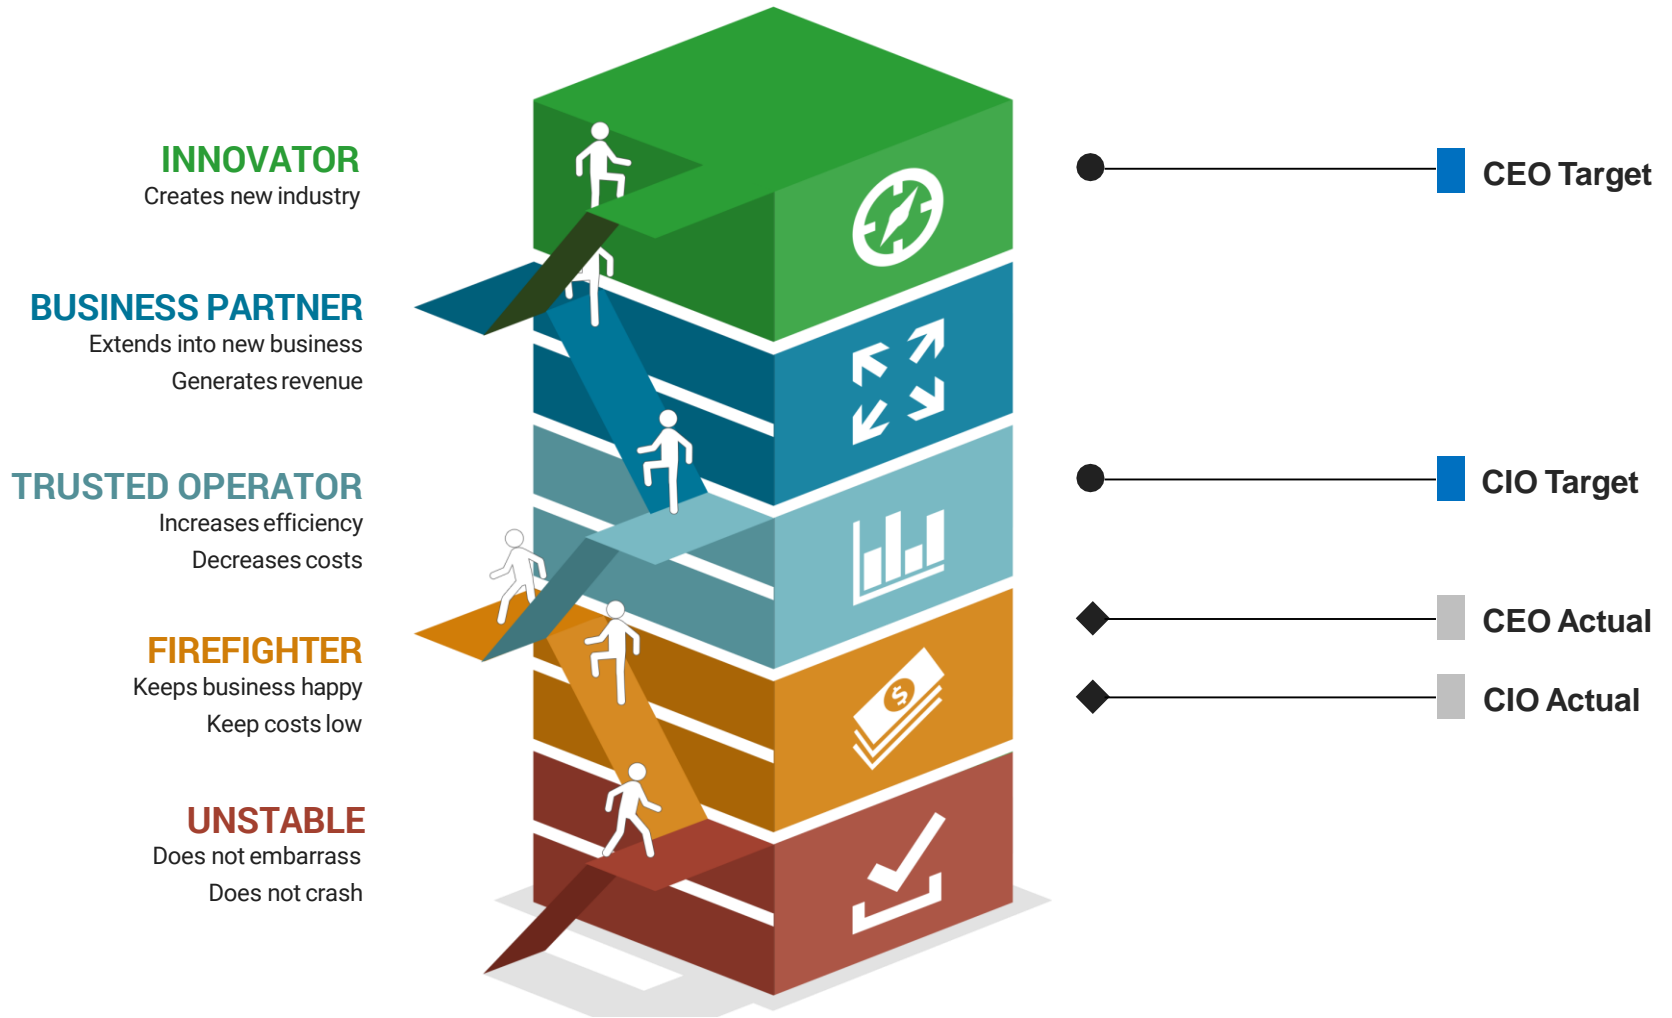 INNOVATOR
Creates new industry
BUSINESS PARTNER
Extends into new business
Generates revenue
TRUSTED OPERATOR
Increases efficiency
Decreases costs
FIREFIGHTER
Keeps business happy
Keep costs low
UNSTABLE
Does not embarrass
Does not crash
$
CEO Target
CIO Target
CEO Actual
CIO Actual